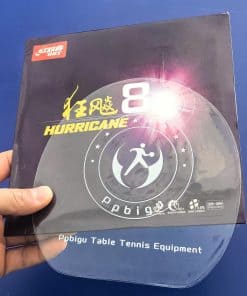 DHS
狂飚8
HURRICANE
Ppbigu
Ppbigu Table Tennis Equipment